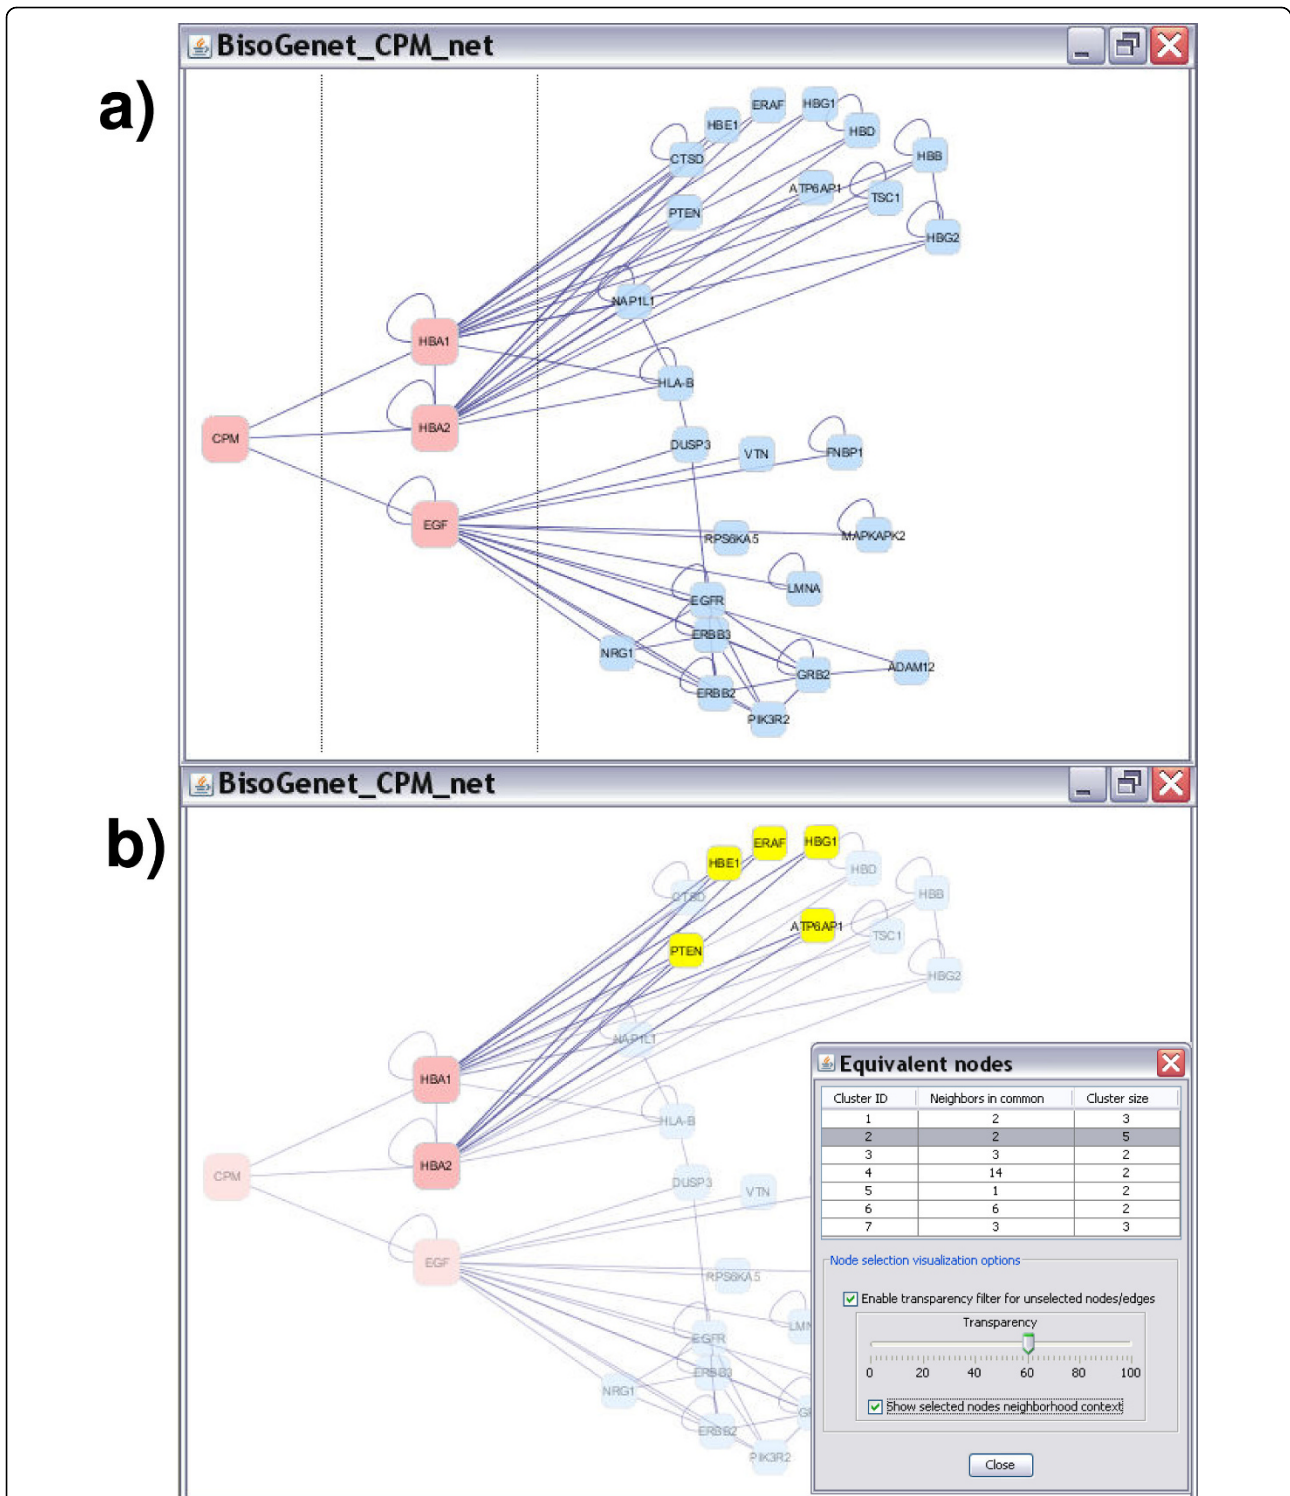 a)
BisoGenet_CPM_net
ERAF
HBG1
HBE1
HBD
CTSD
HBB
ATP6AP1
TSC1
PTEN
HBG2
NAP1L1
HBA1
HLA-B
HBA2
CPM
DUSP3
VTN
FNBP1
EGF
RPS6KA5
MAPKAPK2
LMNA
EGFR
ERBB3
NRG1
ADAM12
GRB2
ERBB2
PIK3R2
b)
BisoGenet_CPM_net
ERAF
HBG1
HBE1
HBD
CTSD
HBB
ATP6AP1
TSC1
PTEN
HBG2
NAP1L1
HBA1
HLA-B
HBA2
CPM
DUSP3
VTN
EGF
RPS6KA5
EGFR
ERBB3
NRG1
ERBB2
PIK3R2
Equivalent nodes
Cluster ID Neighbors in common Cluster size
1 2 3
2 2 5
3 3 2
4 14 2
5 1 2
6 6 2
7 3 3
Node selection visualization options
Enable transparency filter for unselected nodes/edges
Transparency
0 20 40 60 80 100
Show selected nodes neighborhood context
Close